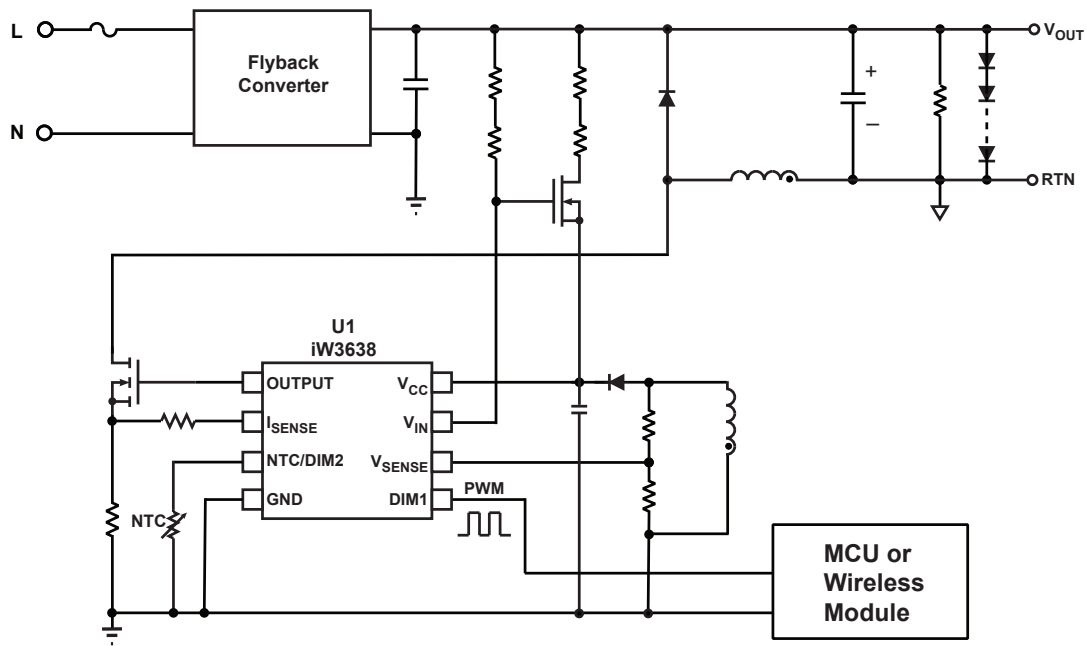 L
N
Flyback
Converter
+
–
VOUT
RTN
U1
iW3638
OUTPUT
ISENSE
NTC/DIM2
GND
VCC
VIN
VSENSE
DIM1
PWM
NTC
MCU or
Wireless
Module